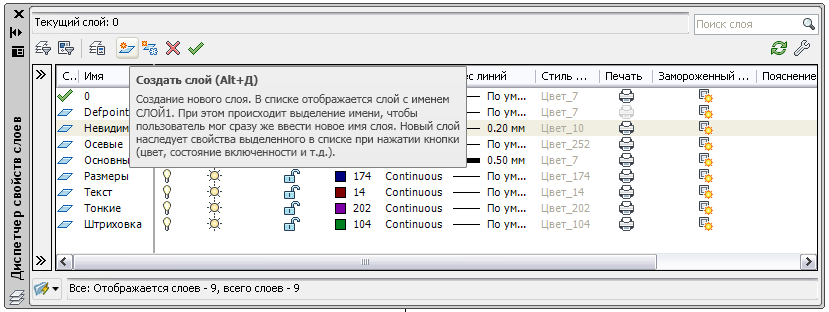 Текущий слой: 0
Поиск слоя
Создать слой (Alt+Д)
Создание нового слоя. В списке отображается слой с именем
СЛОЙ1. При этом происходит выделение имени, чтобы
пользователь мог сразу же ввести новое имя слоя. Новый слой
наследует свойства выделенного в списке при нажатии кнопки
(цвет, состояние включенности и т.д.).
С.. Имя ес линий Стиль ... Печать Замороженный ... Пояснение
0 По ум... Цвет_7
Defpoint По ум... Цвет_7
Невидим 0.20 мм Цвет_10
Осевые По ум... Цвет_252
Основны 0.50 мм Цвет_7
Размеры 174 Continuous По ум... Цвет_174
Текст 14 Continuous По ум... Цвет_14
Тонкие 202 Continuous По ум... Цвет_202
Штриховка 104 Continuous По ум... Цвет_104
Диспетчер свойств слоев
Все: Отображается слоев - 9, всего слоев - 9